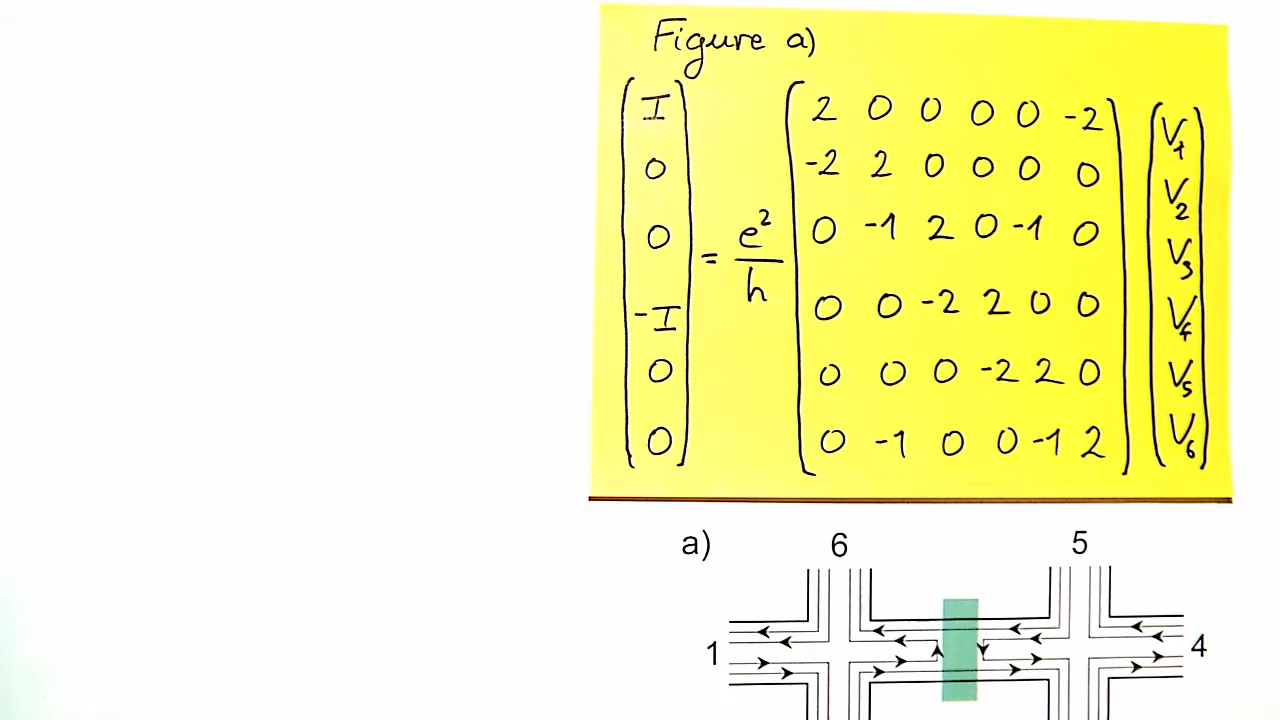 Figure a)
I 2 0 0 0 0 -2 V1
0 -2 2 0 0 0 0 V2
0 = e²/h 0 -1 2 0 -1 0 V3
-I 0 0 -2 2 0 0 V4
0 0 0 0 -2 2 0 V5
0 0 -1 0 0 -1 2 V6
a) 6 5
1 4